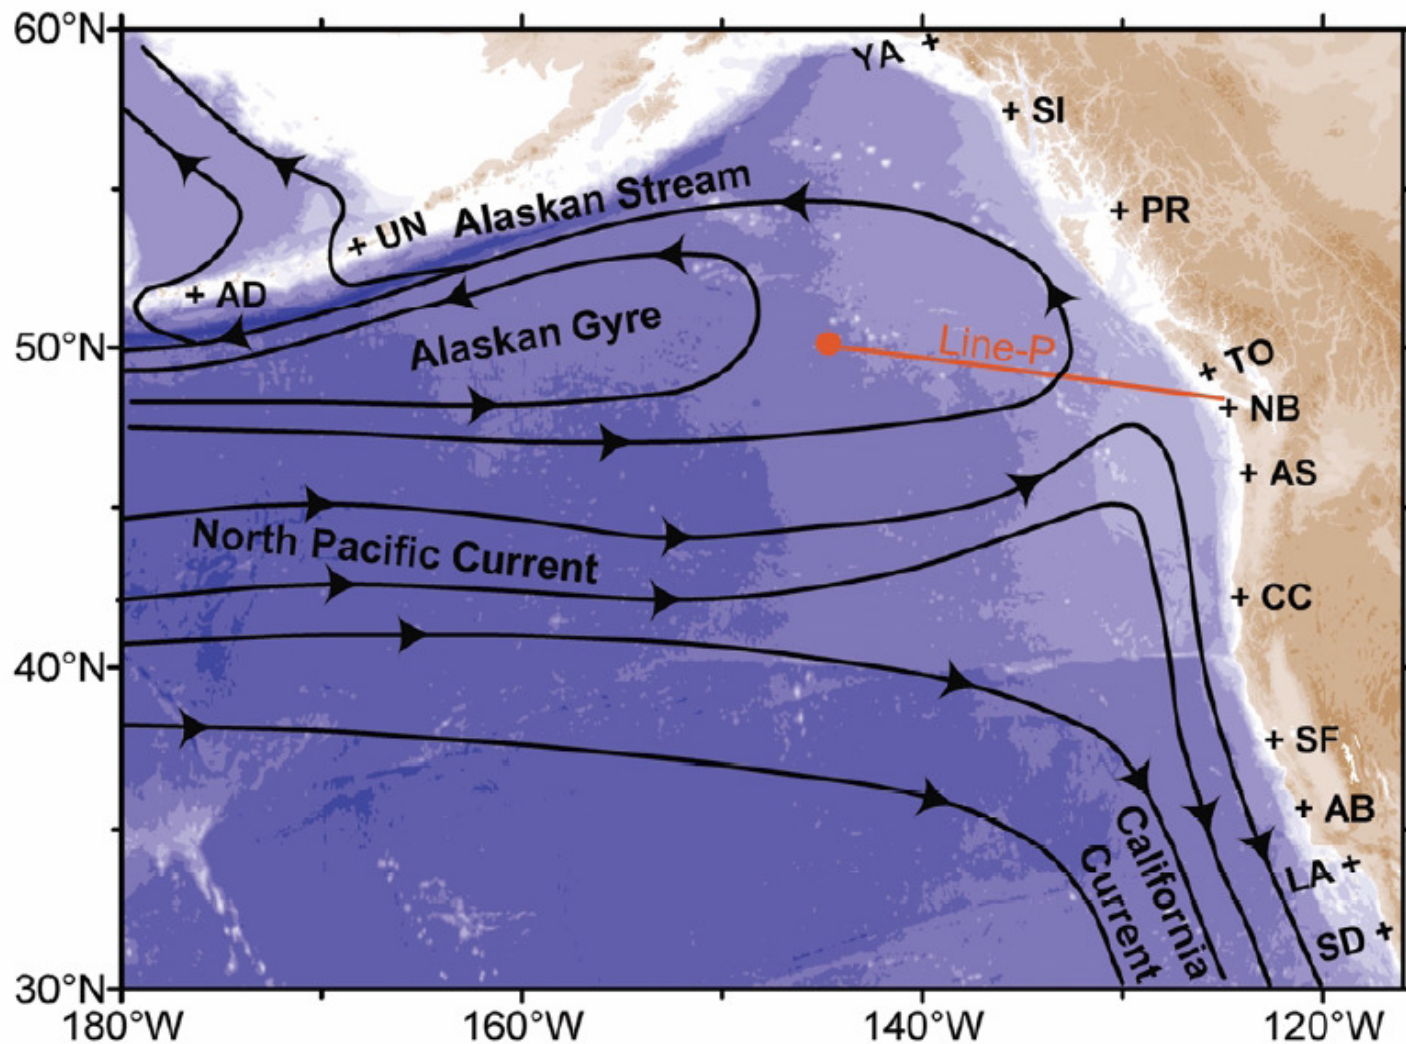 60°N
YA
SI
Alaskan Stream
PR
UN
AD
Alaskan Gyre
50°N
Line-P
TO
NB
AS
North Pacific Current
CC
40°N
SF
AB
California
Current
LA
SD
30°N
180°W
160°W
140°W
120°W